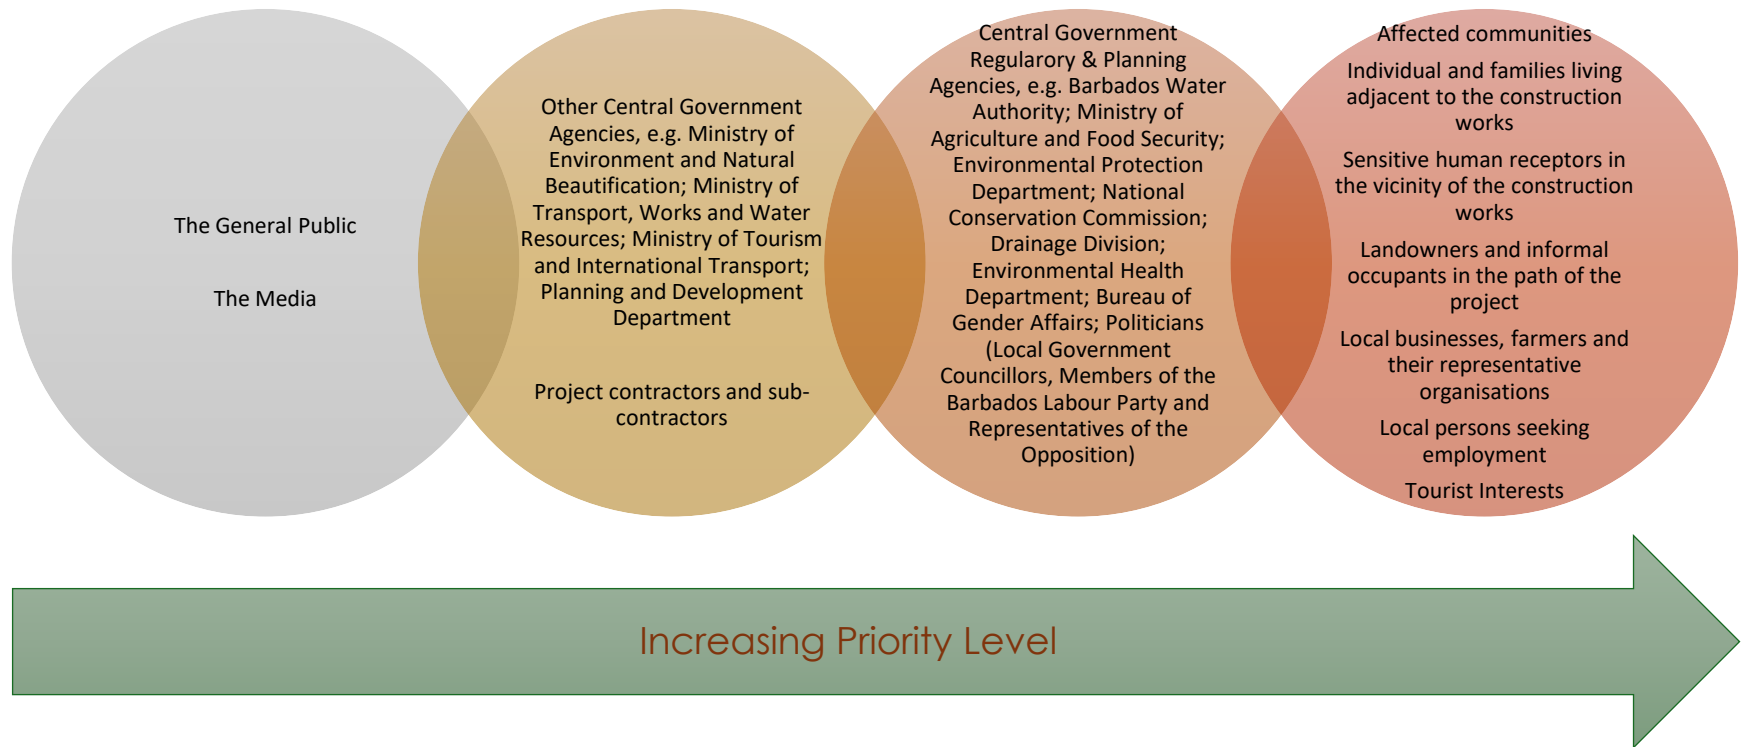 The General Public
The Media
Other Central Government
Agencies, e.g. Ministry of
Environment and Natural
Beautification; Ministry of
Transport, Works and Water
Resources; Ministry of Tourism
and International Transport;
Planning and Development
Department
Project contractors and sub-
contractors
Central Government
Regularory & Planning
Agencies, e.g. Barbados Water
Authority; Ministry of
Agriculture and Food Security;
Environmental Protection
Department; National
Conservation Commission;
Drainage Division;
Environmental Health
Department; Bureau of
Gender Affairs; Politicians
(Local Government
Councillors, Members of the
Barbados Labour Party and
Representatives of the
Opposition)
Affected communities
Individual and families living
adjacent to the construction
works
Sensitive human receptors in
the vicinity of the construction
works
Landowners and informal
occupants in the path of the
project
Local businesses, farmers and
their representative
organisations
Local persons seeking
employment
Tourist Interests
Increasing Priority Level